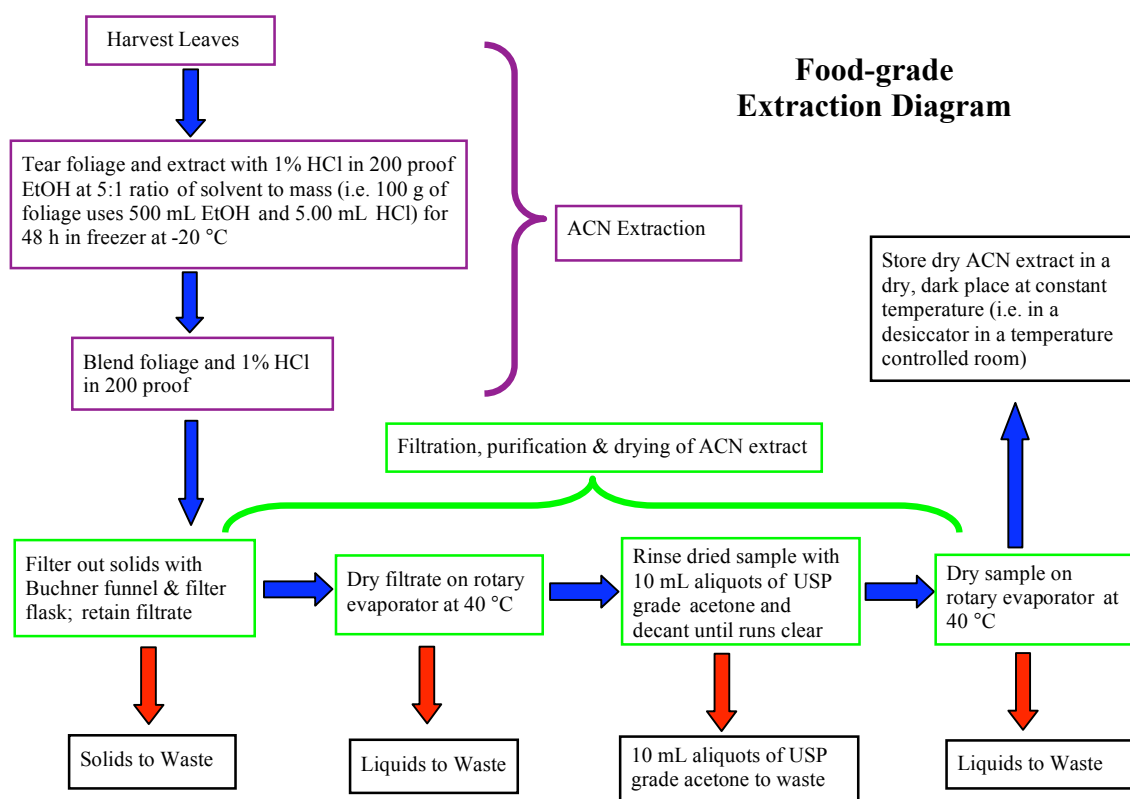 Harvest Leaves
Food-grade
Extraction Diagram
Tear foliage and extract with 1% HCl in 200 proof
EtOH at 5:1 ratio of solvent to mass (i.e. 100 g of
foliage uses 500 mL EtOH and 5.00 mL HCl) for
48 h in freezer at -20 °C
ACN Extraction
Store dry ACN extract in a
dry, dark place at constant
temperature (i.e. in a
desiccator in a temperature
controlled room)
Blend foliage and 1% HCl
in 200 proof
Filtration, purification & drying of ACN extract
Filter out solids with
Buchner funnel & filter
flask; retain filtrate
Dry filtrate on rotary
evaporator at 40 °C
Rinse dried sample with
10 mL aliquots of USP
grade acetone and
decant until runs clear
Dry sample on
rotary evaporator at
40 °C
Solids to Waste
Liquids to Waste
10 mL aliquots of USP
grade acetone to waste
Liquids to Waste